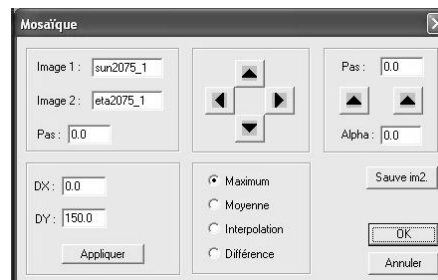 Mosaïque
Image 1 : sun2075_1
Image 2 : eta2075_1
Pas : 0.0
Pas : 0.0
Alpha : 0.0
DX : 0.0
DY : 150.0
Appliquer
Maximum
Moyenne
Interpolation
Différence
Sauve im2.
OK
Annuler